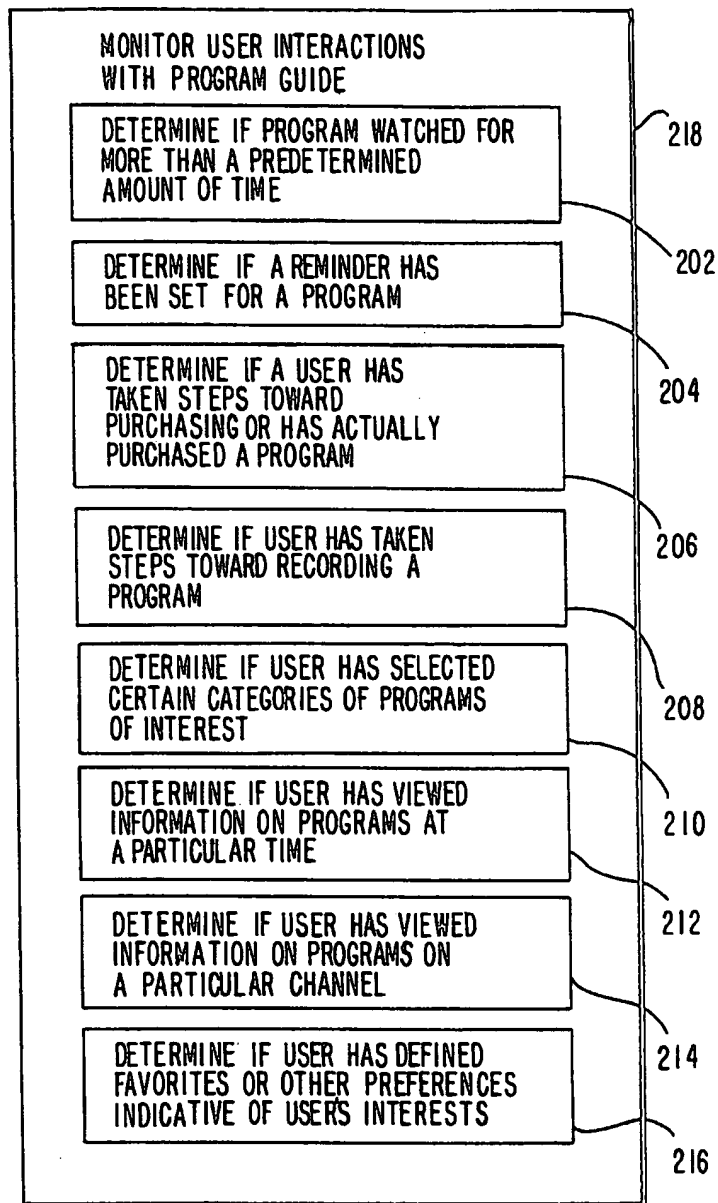 MONITOR USER INTERACTIONS
WITH PROGRAM GUIDE
DETERMINE IF PROGRAM WATCHED FOR
MORE THAN A PREDETERMINED
AMOUNT OF TIME
218
202
DETERMINE IF A REMINDER HAS
BEEN SET FOR A PROGRAM
204
DETERMINE IF A USER HAS
TAKEN STEPS TOWARD
PURCHASING OR HAS ACTUALLY
PURCHASED A PROGRAM
206
DETERMINE IF USER HAS TAKEN
STEPS TOWARD RECORDING A
PROGRAM
208
DETERMINE IF USER HAS SELECTED
CERTAIN CATEGORIES OF PROGRAMS
OF INTEREST
210
DETERMINE IF USER HAS VIEWED
INFORMATION ON PROGRAMS AT
A PARTICULAR TIME
212
DETERMINE IF USER HAS VIEWED
INFORMATION ON PROGRAMS ON
A PARTICULAR CHANNEL
214
DETERMINE IF USER HAS DEFINED
FAVORITES OR OTHER PREFERENCES
INDICATIVE OF USER'S INTERESTS
216